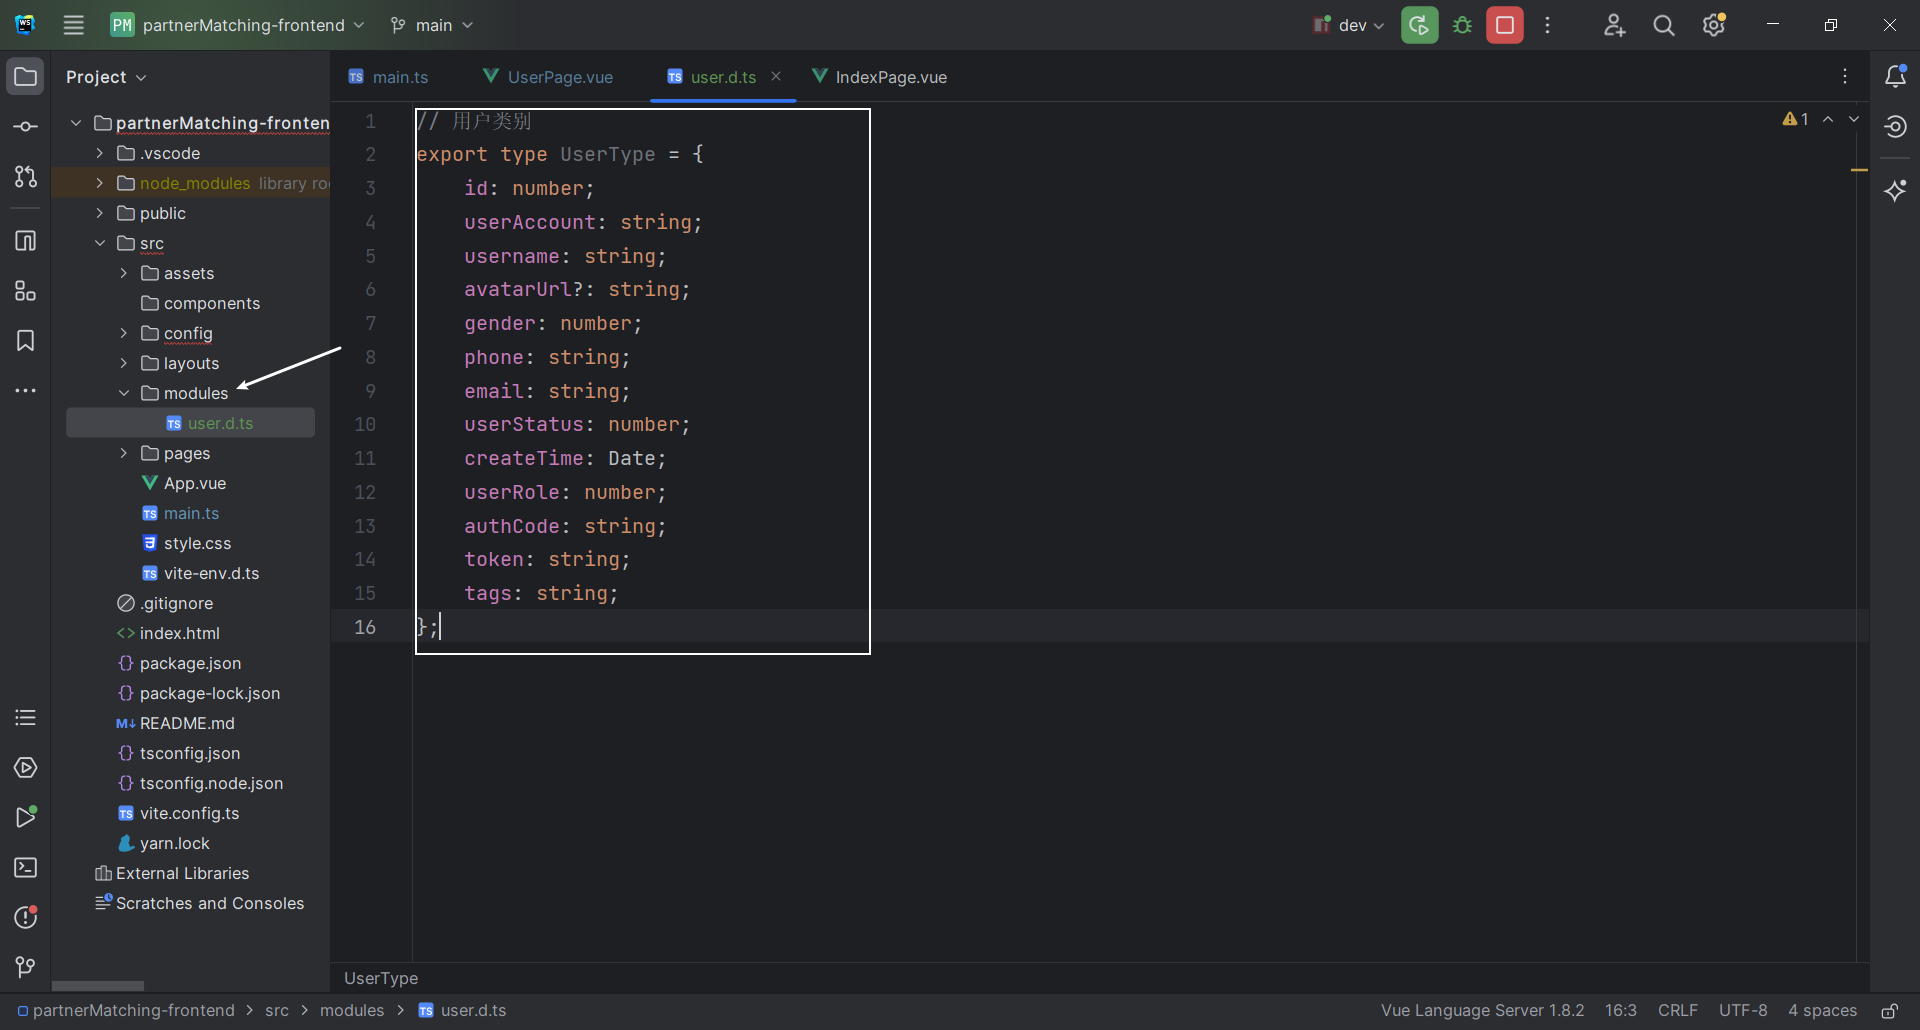 WS
PM partnerMatching-frontend
main
dev
Project
main.ts
UserPage.vue
user.d.ts
IndexPage.vue
partnerMatching-fronten
.vscode
node_modules library ro
public
src
assets
components
config
layouts
modules
user.d.ts
pages
App.vue
main.ts
style.css
vite-env.d.ts
.gitignore
index.html
package.json
package-lock.json
README.md
tsconfig.json
tsconfig.node.json
vite.config.ts
yarn.lock
External Libraries
Scratches and Consoles
1 // 用户类别
2 export type UserType = {
3 id: number;
4 userAccount: string;
5 username: string;
6 avatarUrl?: string;
7 gender: number;
8 phone: string;
9 email: string;
10 userStatus: number;
11 createTime: Date;
12 userRole: number;
13 authCode: string;
14 token: string;
15 tags: string;
16 };
1
UserType
partnerMatching-frontend > src > modules > user.d.ts
Vue Language Server 1.8.2 16:3 CRLF UTF-8 4 spaces